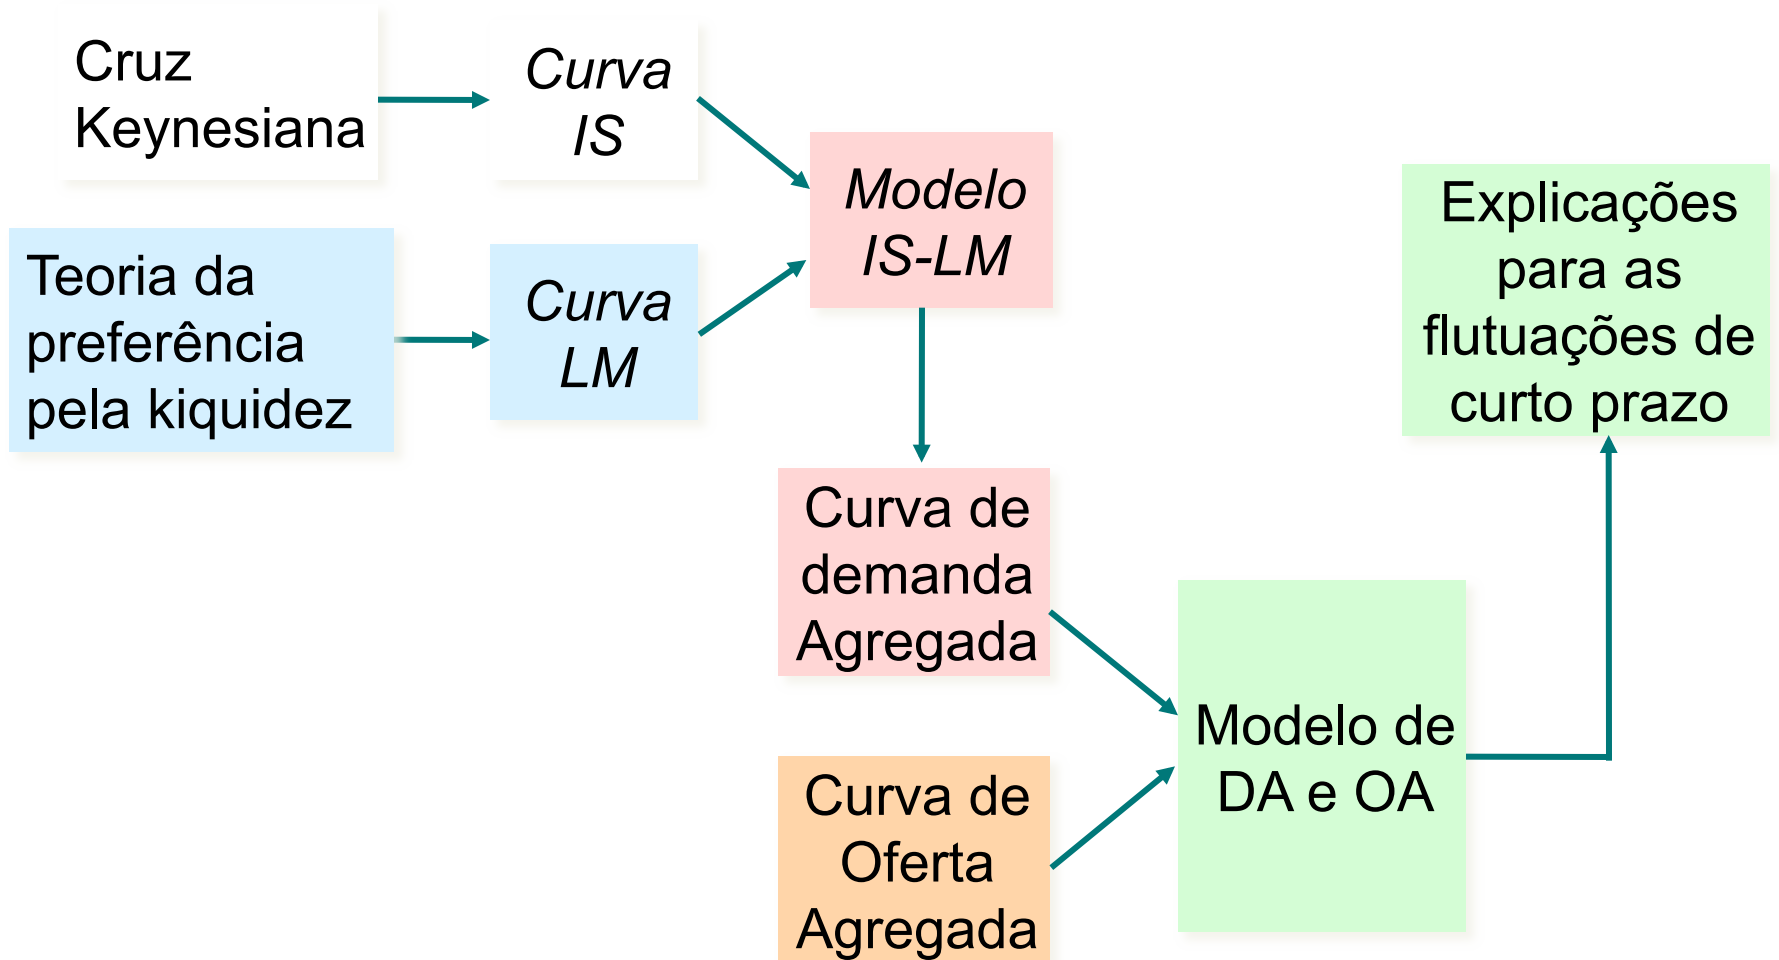 Cruz
Keynesiana
Curva
IS
Modelo
IS-LM
Teoria da
preferência
pela kiquidez
Curva
LM
Explicações
para as
flutuações de
curto prazo
Curva de
demanda
Agregada
Modelo de
DA e OA
Curva de
Oferta
Agregada